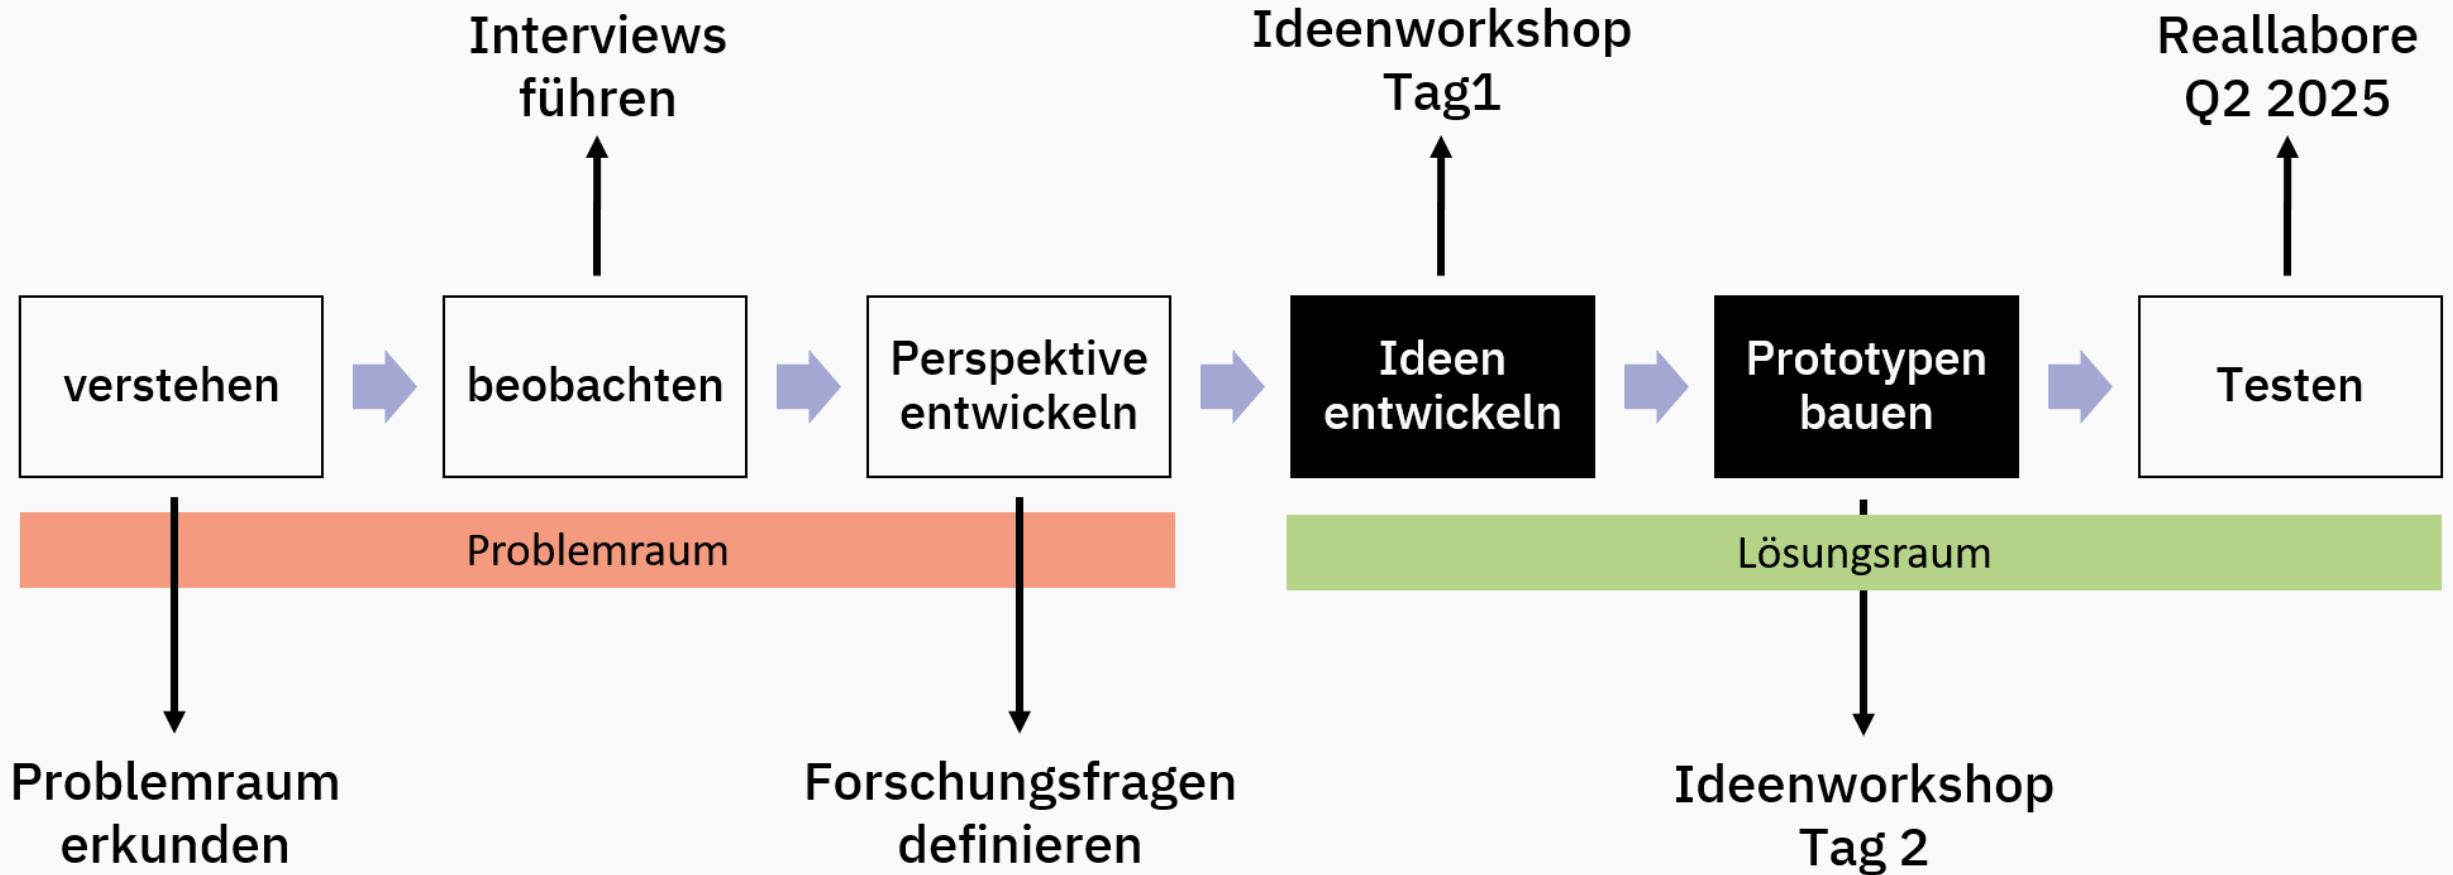 Interviews
führen
Ideenworkshop
Tag1
Reallabore
Q2 2025
verstehen
beobachten
Perspektive
entwickeln
Ideen
entwickeln
Prototypen
bauen
Testen
Problemraum
Lösungsraum
Problemraum
erkunden
Forschungsfragen
definieren
Ideenworkshop
Tag 2